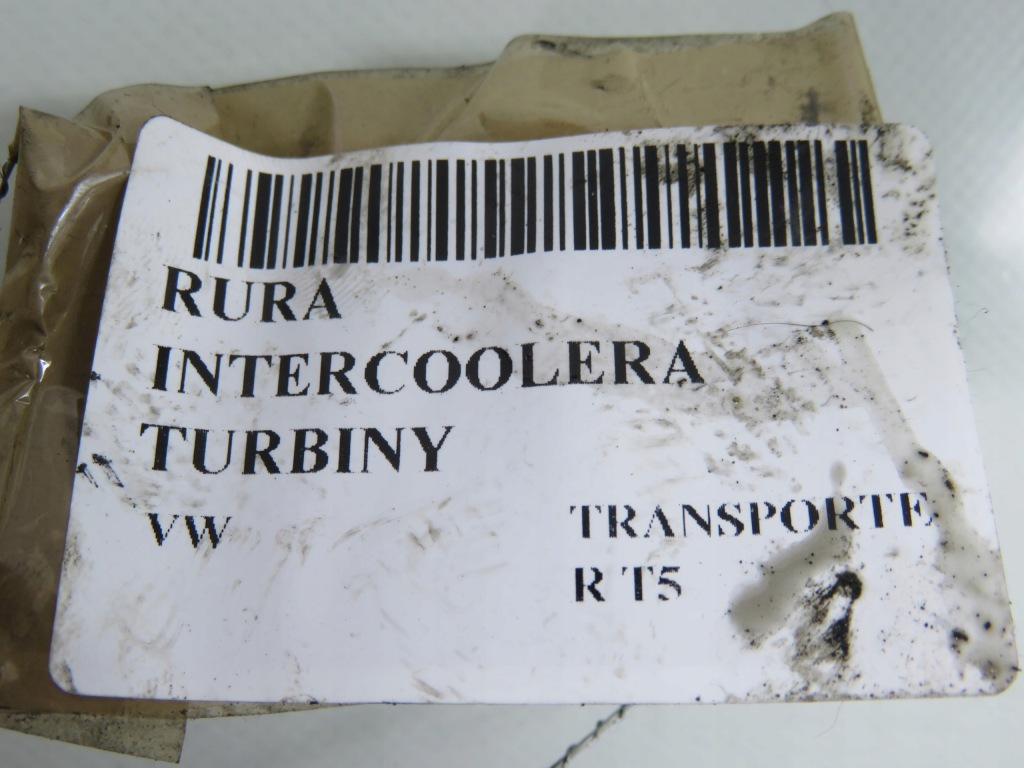 RURA
INTERCOOLERA
TURBINY
VW TRANSPORTE
R T5